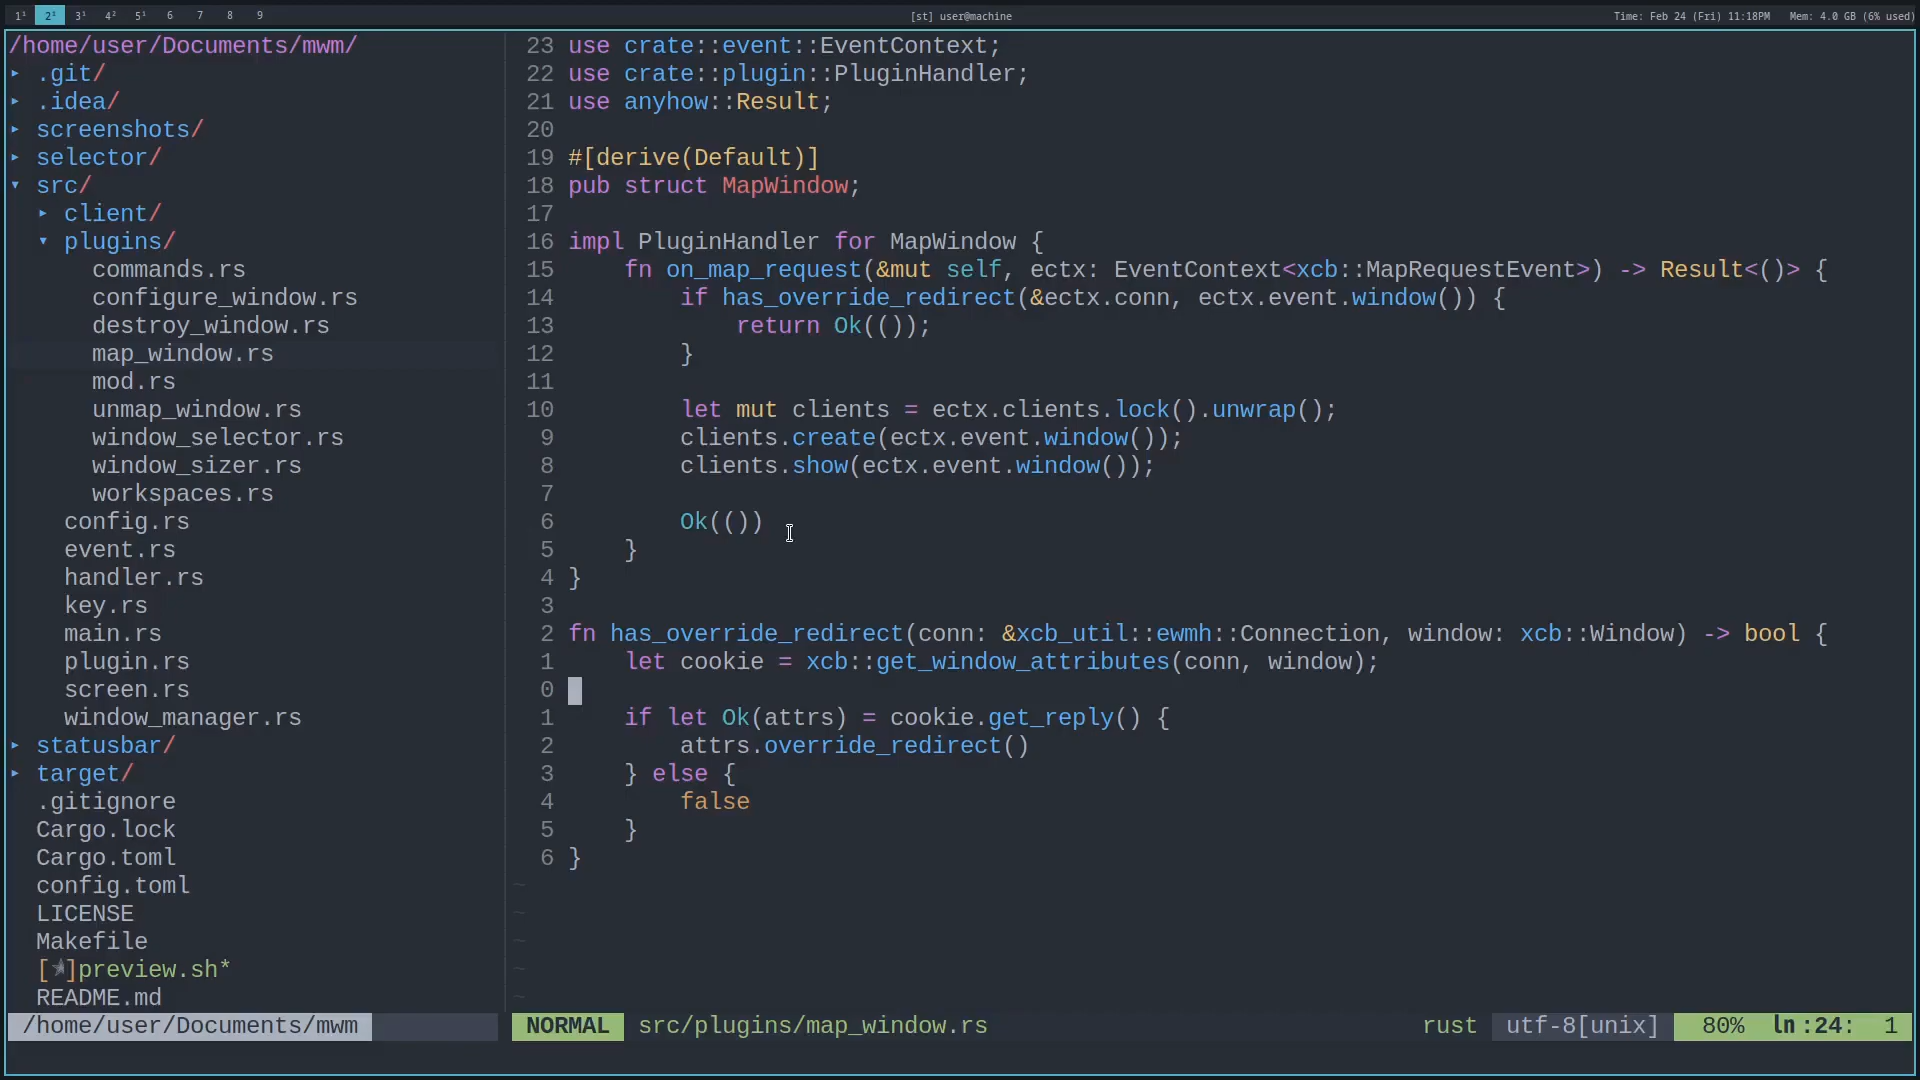 1¹ 2¹ 3¹ 4² 5¹ 6 7 8 9 [st] user@machine Time: Feb 24 (Fri) 11:18PM Mem: 4.0 GB (6% used)
/home/user/Documents/mwm/
▸ .git/
▸ .idea/
▸ screenshots/
▸ selector/
▾ src/
▸ client/
▾ plugins/
commands.rs
configure_window.rs
destroy_window.rs
map_window.rs
mod.rs
unmap_window.rs
window_selector.rs
window_sizer.rs
workspaces.rs
config.rs
event.rs
handler.rs
key.rs
main.rs
plugin.rs
screen.rs
window_manager.rs
▸ statusbar/
▸ target/
.gitignore
Cargo.lock
Cargo.toml
config.toml
LICENSE
Makefile
[★]preview.sh*
README.md
/home/user/Documents/mwm
23 use crate::event::EventContext;
22 use crate::plugin::PluginHandler;
21 use anyhow::Result;
20
19 #[derive(Default)]
18 pub struct MapWindow;
17
16 impl PluginHandler for MapWindow {
15     fn on_map_request(&mut self, ectx: EventContext<xcb::MapRequestEvent>) -> Result<()> {
14         if has_override_redirect(&ectx.conn, ectx.event.window()) {
13             return Ok(());
12         }
11
10         let mut clients = ectx.clients.lock().unwrap();
9         clients.create(ectx.event.window());
8         clients.show(ectx.event.window());
7
6         Ok(())
5     }
4 }
3
2 fn has_override_redirect(conn: &xcb_util::ewmh::Connection, window: xcb::Window) -> bool {
1     let cookie = xcb::get_window_attributes(conn, window);
0
1     if let Ok(attrs) = cookie.get_reply() {
2         attrs.override_redirect()
3     } else {
4         false
5     }
6 }
~
~
~
~
~
NORMAL src/plugins/map_window.rs rust utf-8[unix] 80% ln :24: 1